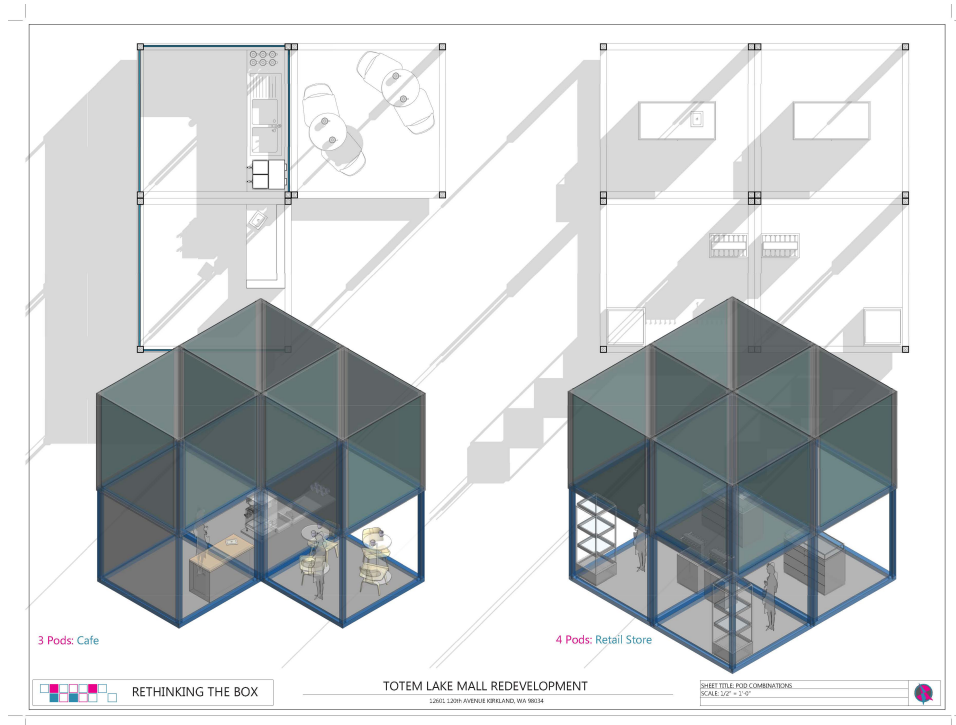 3 Pods: Cafe
4 Pods: Retail Store
RETHINKING THE BOX
TOTEM LAKE MALL REDEVELOPMENT
12601 120th AVENUE KIRKLAND, WA 98034
SHEET TITLE: POD COMBINATIONS
SCALE: 1/2" = 1'-0"